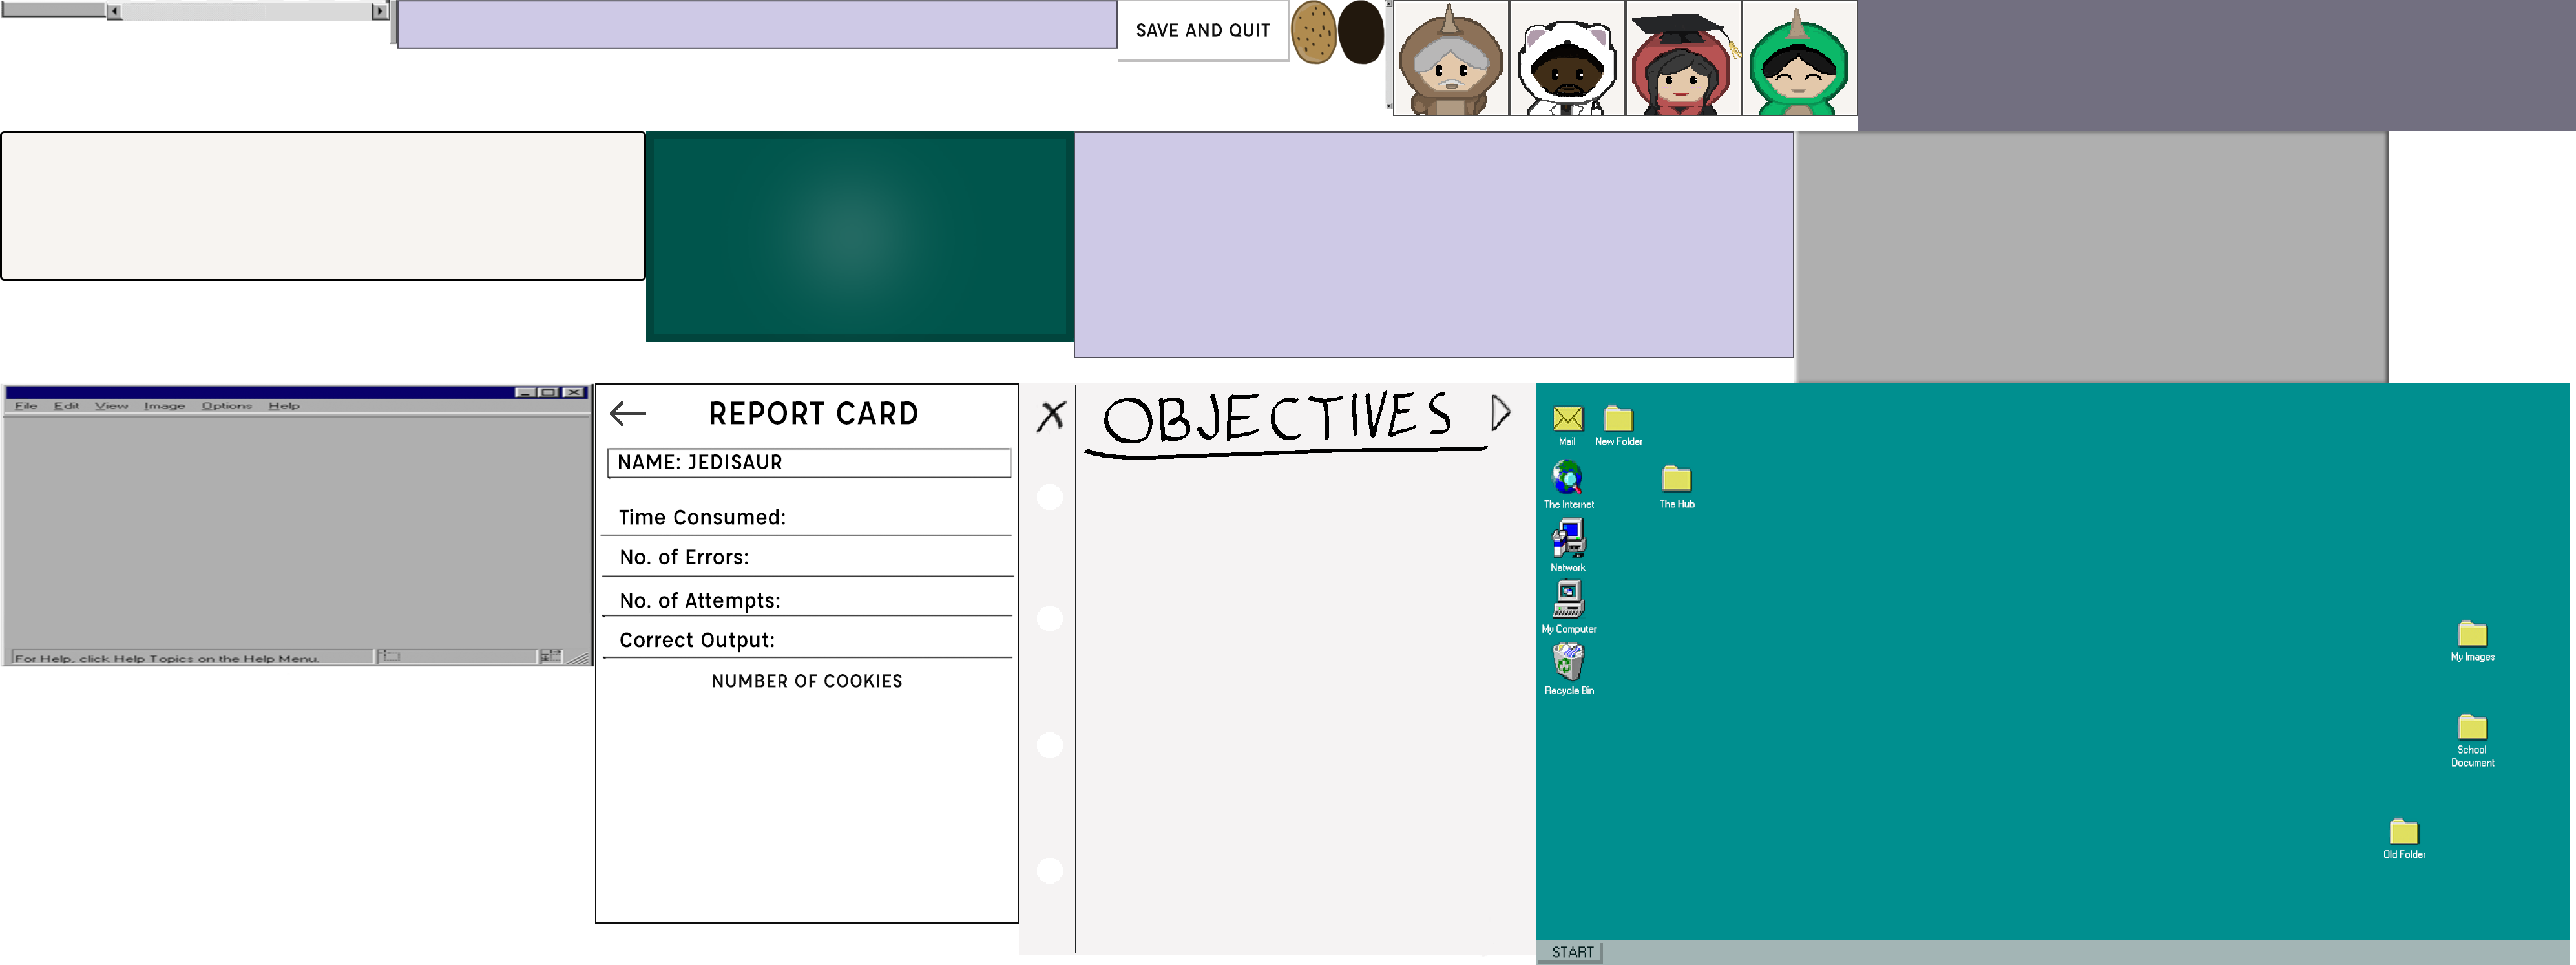 SAVE AND QUIT
File Edit View Image Options Help
For Help, click Help Topics on the Help Menu.
REPORT CARD
NAME: JEDISAUR
Time Consumed:
No. of Errors:
No. of Attempts:
Correct Output:
NUMBER OF COOKIES
OBJECTIVES
Mail
New Folder
The Internet
The Hub
Network
My Computer
Recycle Bin
My Images
School
Document
Old Folder
START